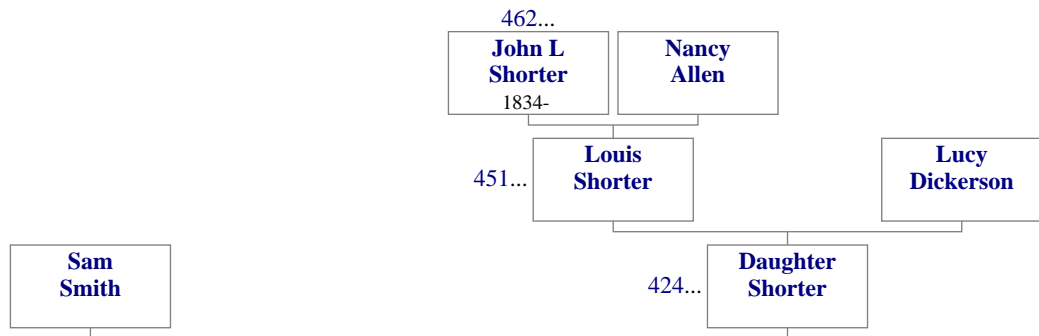 462...
John L
Shorter
1834-
Nancy
Allen
451...
Louis
Shorter
Lucy
Dickerson
Sam
Smith
424...
Daughter
Shorter